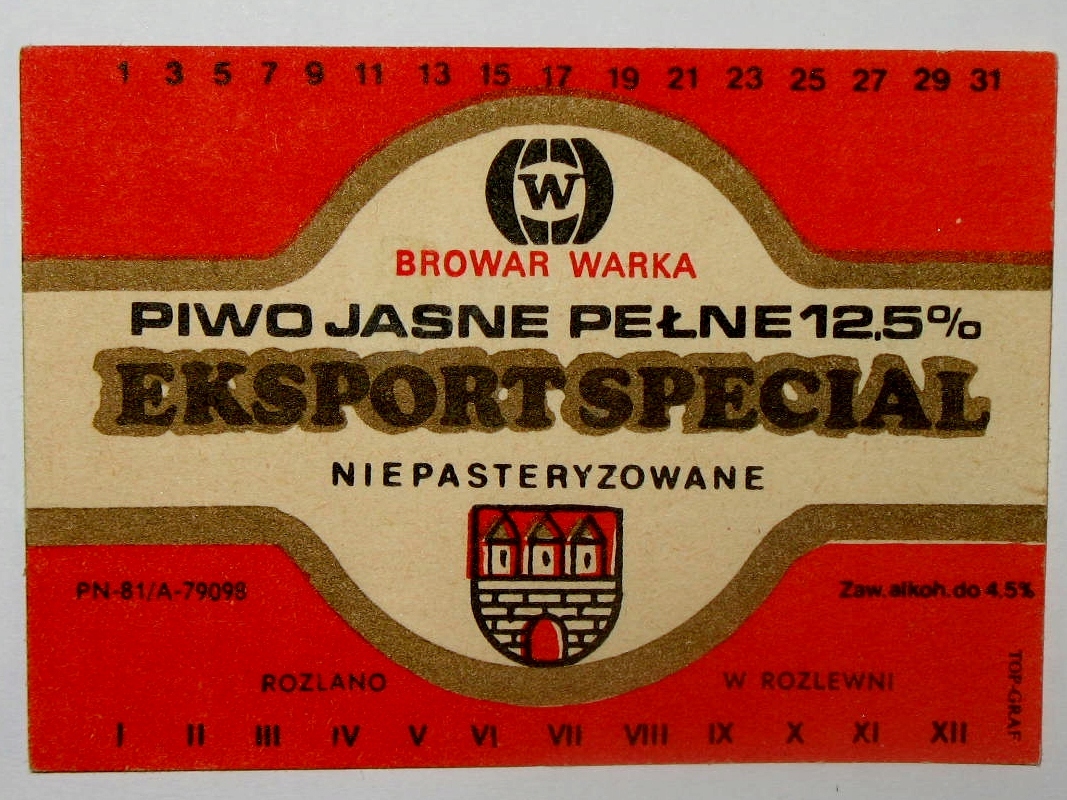 1 3 5 7 9 11 13 15 17 19 21 23 25 27 29 31
W
BROWAR WARKA
PIWO JASNE PEŁNE 12,5%
EKSPORT SPECIAL
NIEPASTERYZOWANE
PN-81/A-79098
Zaw. alkoh. do 4.5%
ROZLANO
W ROZLEWNI
TOP-GRAF
I II III IV V VI VII VIII IX X XI XII